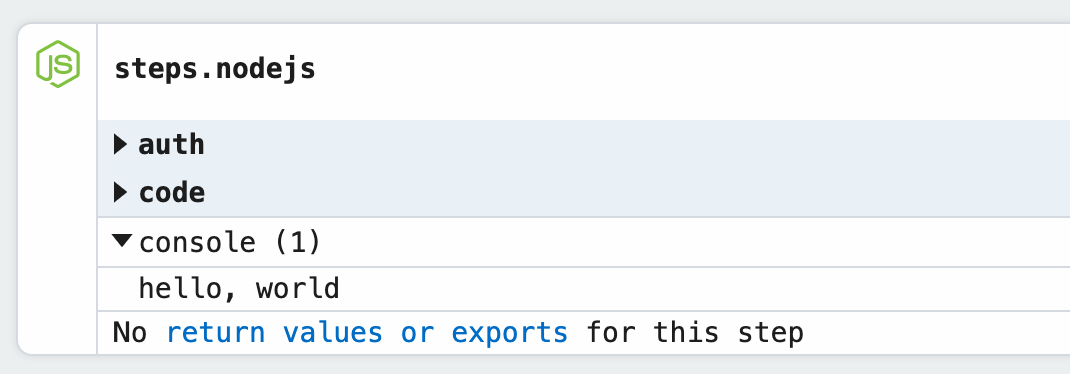 JS
steps.nodejs
auth
code
console (1)
hello, world
No return values or exports for this step